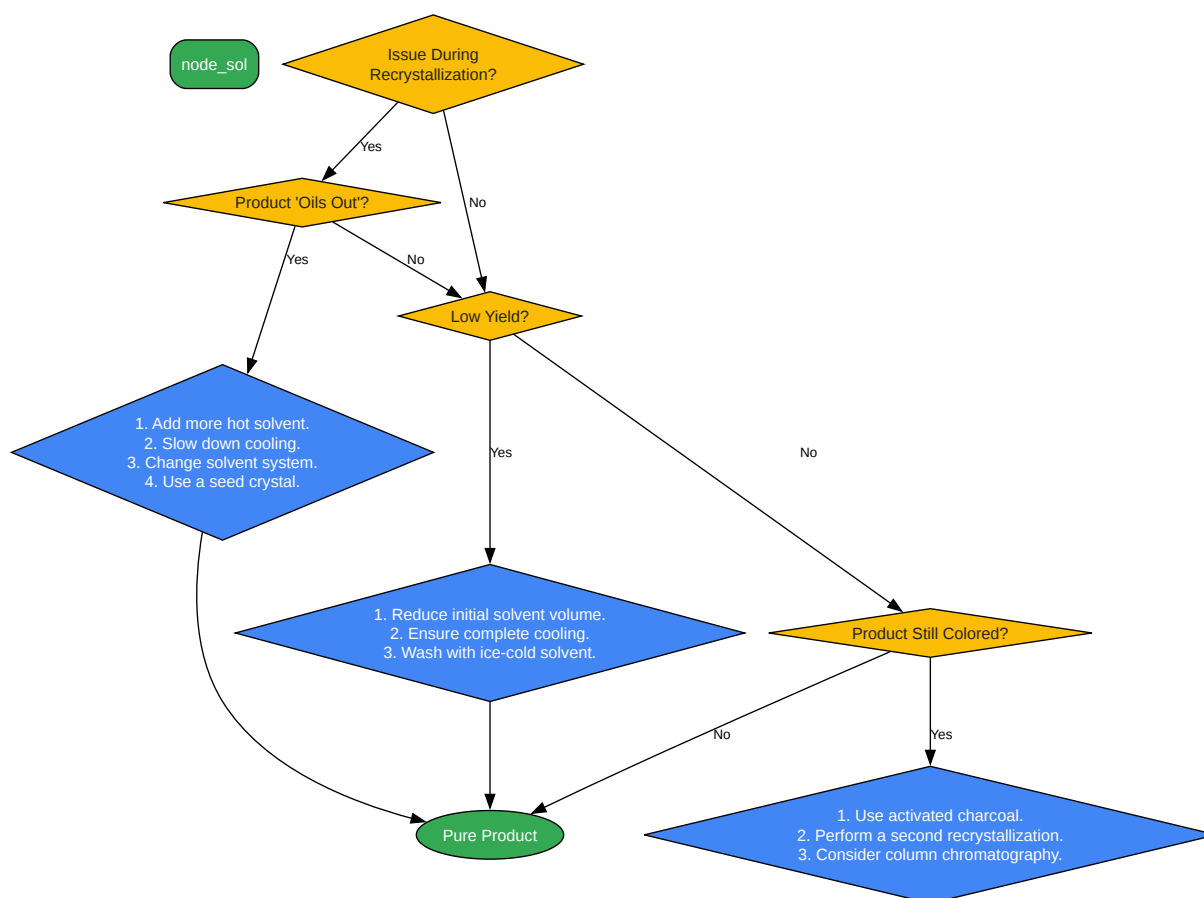 node_sol
Issue During
Recrystallization?
Yes
No
Product 'Oils Out'?
Yes
No
Low Yield?
Yes
No
1. Add more hot solvent.
2. Slow down cooling.
3. Change solvent system.
4. Use a seed crystal.
1. Reduce initial solvent volume.
2. Ensure complete cooling.
3. Wash with ice-cold solvent.
Product Still Colored?
No
Yes
Pure Product
1. Use activated charcoal.
2. Perform a second recrystallization.
3. Consider column chromatography.